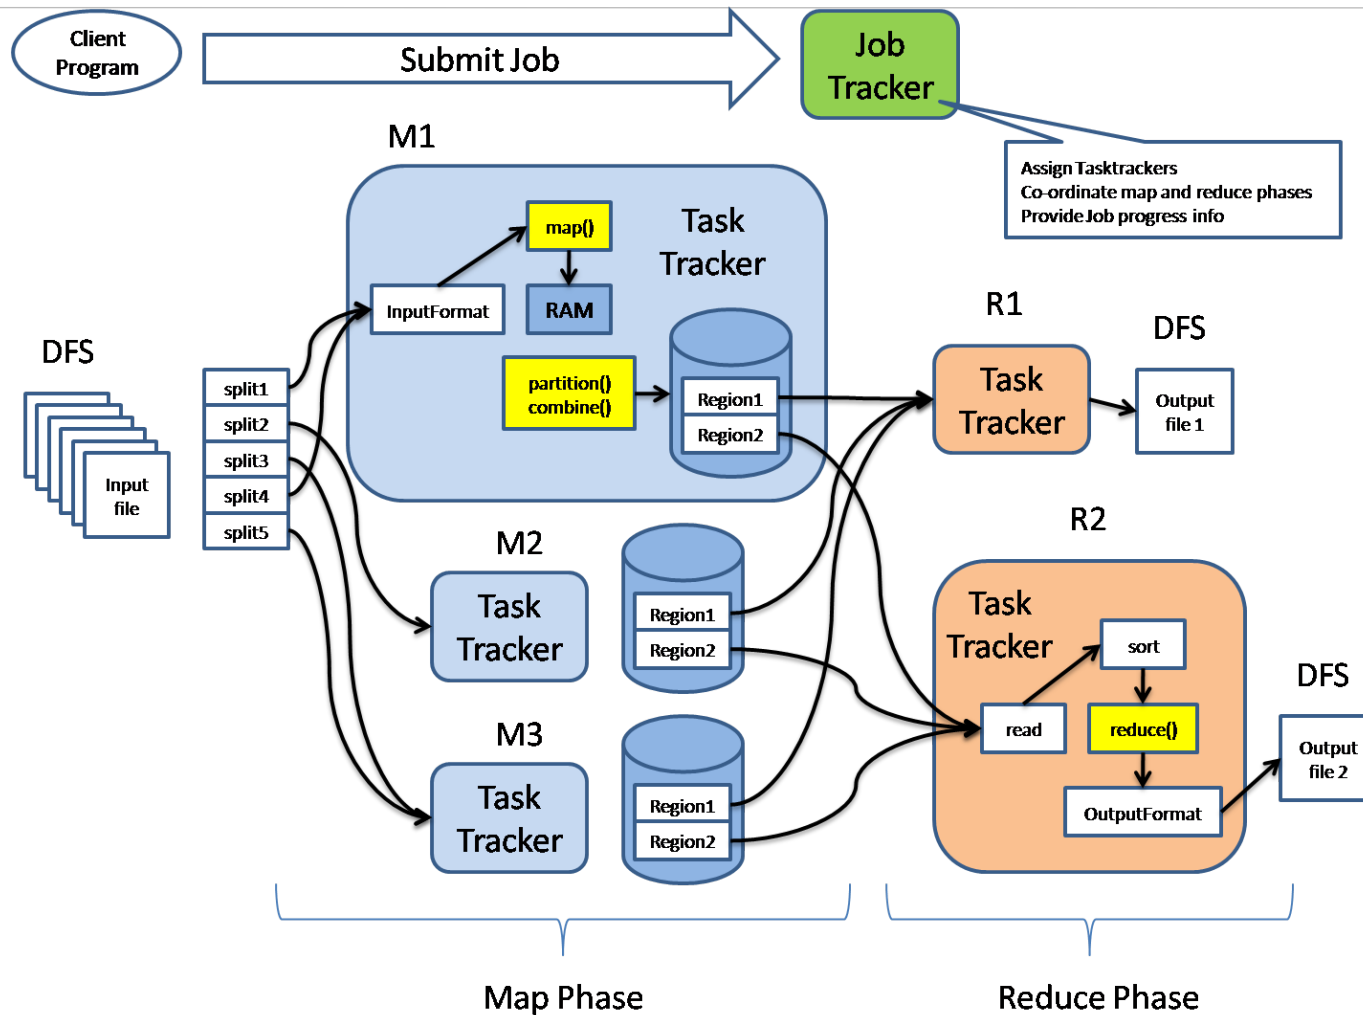 Client
Program
Submit Job
Job
Tracker
Assign Tasktrackers
Co-ordinate map and reduce phases
Provide Job progress info
M1
Task
Tracker
map()
InputFormat
RAM
partition()
combine()
Region1
Region2
DFS
Input
file
split1
split2
split3
split4
split5
M2
Task
Tracker
Region1
Region2
M3
Task
Tracker
Region1
Region2
R1
Task
Tracker
DFS
Output
file 1
R2
Task
Tracker
sort
read
reduce()
OutputFormat
DFS
Output
file 2
Map Phase
Reduce Phase